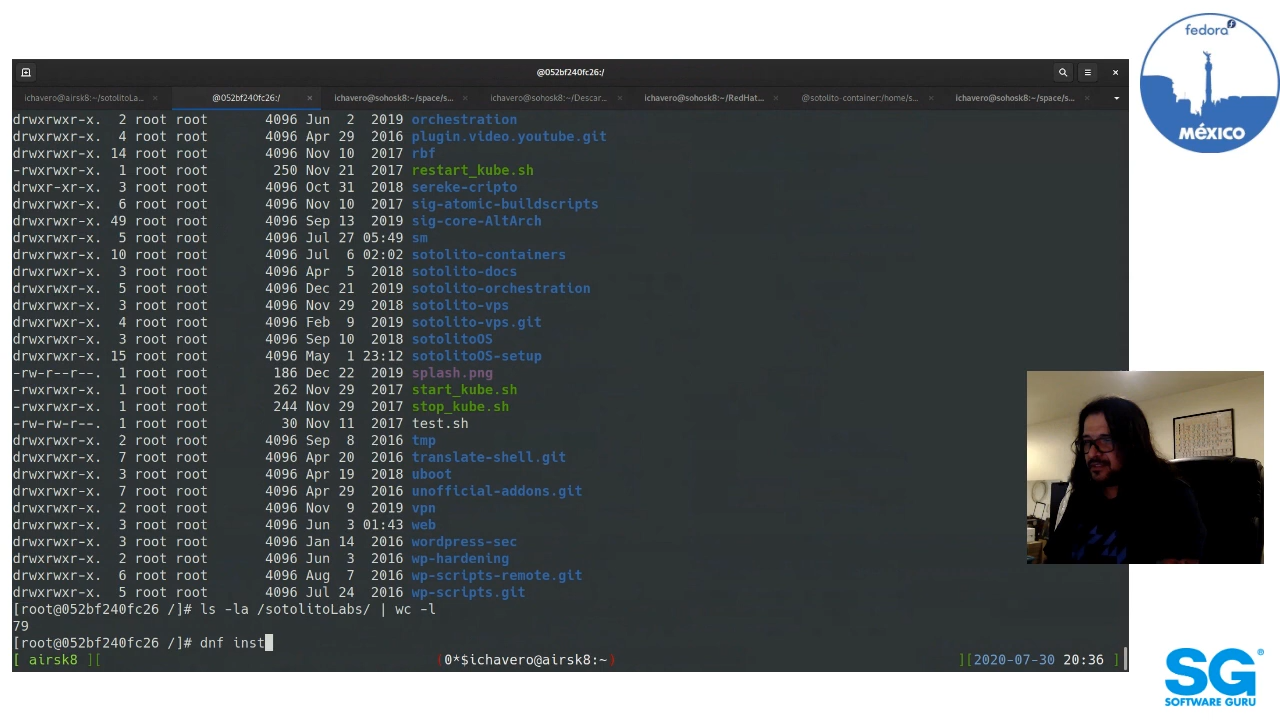 fedora
México
@052bf240fc26:/
ichavero@airsk8:~/sotolitoLa...
@052bf240fc26:/
ichavero@sohosk8:~/space/s...
ichavero@sohosk8:~/Descar...
ichavero@sohosk8:~/RedHat...
@sotolito-container:/home/s...
ichavero@sohosk8:~/space/s...
drwxrwxr-x. 2 root root 4096 Jun 2 2019 orchestration
drwxrwxr-x. 4 root root 4096 Apr 29 2016 plugin.video.youtube.git
drwxrwxr-x. 14 root root 4096 Nov 10 2017 rbf
-rwxrwxr-x. 1 root root 250 Nov 21 2017 restart_kube.sh
drwxr-xr-x. 3 root root 4096 Oct 31 2018 sereke-cripto
drwxrwxr-x. 6 root root 4096 Nov 10 2017 sig-atomic-buildscripts
drwxrwxr-x. 49 root root 4096 Sep 13 2019 sig-core-AltArch
drwxrwxr-x. 5 root root 4096 Jul 27 05:49 sm
drwxrwxr-x. 10 root root 4096 Jul 6 02:02 sotolito-containers
drwxrwxr-x. 3 root root 4096 Apr 5 2018 sotolito-docs
drwxrwxr-x. 5 root root 4096 Dec 21 2019 sotolito-orchestration
drwxrwxr-x. 3 root root 4096 Nov 29 2018 sotolito-vps
drwxrwxr-x. 4 root root 4096 Feb 9 2019 sotolito-vps.git
drwxrwxr-x. 3 root root 4096 Sep 10 2018 sotolitoOS
drwxrwxr-x. 15 root root 4096 May 1 23:12 sotolitoOS-setup
-rw-r--r--. 1 root root 186 Dec 22 2019 splash.png
-rwxrwxr-x. 1 root root 262 Nov 29 2017 start_kube.sh
-rwxrwxr-x. 1 root root 244 Nov 29 2017 stop_kube.sh
-rw-rw-r--. 1 root root 30 Nov 11 2017 test.sh
drwxrwxr-x. 2 root root 4096 Sep 8 2016 tmp
drwxrwxr-x. 7 root root 4096 Apr 20 2016 translate-shell.git
drwxrwxr-x. 3 root root 4096 Apr 19 2018 uboot
drwxrwxr-x. 7 root root 4096 Apr 29 2016 unofficial-addons.git
drwxrwxr-x. 2 root root 4096 Nov 9 2019 vpn
drwxrwxr-x. 3 root root 4096 Jun 3 01:43 web
drwxrwxr-x. 3 root root 4096 Jan 14 2016 wordpress-sec
drwxrwxr-x. 2 root root 4096 Jun 3 2016 wp-hardening
drwxrwxr-x. 6 root root 4096 Aug 7 2016 wp-scripts-remote.git
drwxrwxr-x. 5 root root 4096 Jul 24 2016 wp-scripts.git
[root@052bf240fc26 /]# ls -la /sotolitoLabs/ | wc -l
79
[root@052bf240fc26 /]# dnf inst
[ airsk8 ][ (0*$ichavero@airsk8:~) ][2020-07-30 20:36 ]
SG®
SOFTWARE GURU